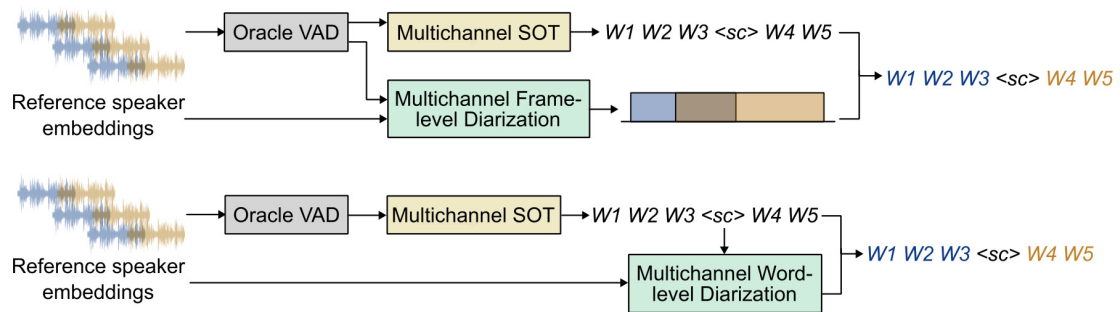 Oracle VAD
Multichannel SOT
W1 W2 W3 <sc> W4 W5
Reference speaker
embeddings
Multichannel Frame-
level Diarization
W1 W2 W3 <sc> W4 W5
Oracle VAD
Multichannel SOT
W1 W2 W3 <sc> W4 W5
Reference speaker
embeddings
Multichannel Word-
level Diarization
W1 W2 W3 <sc> W4 W5